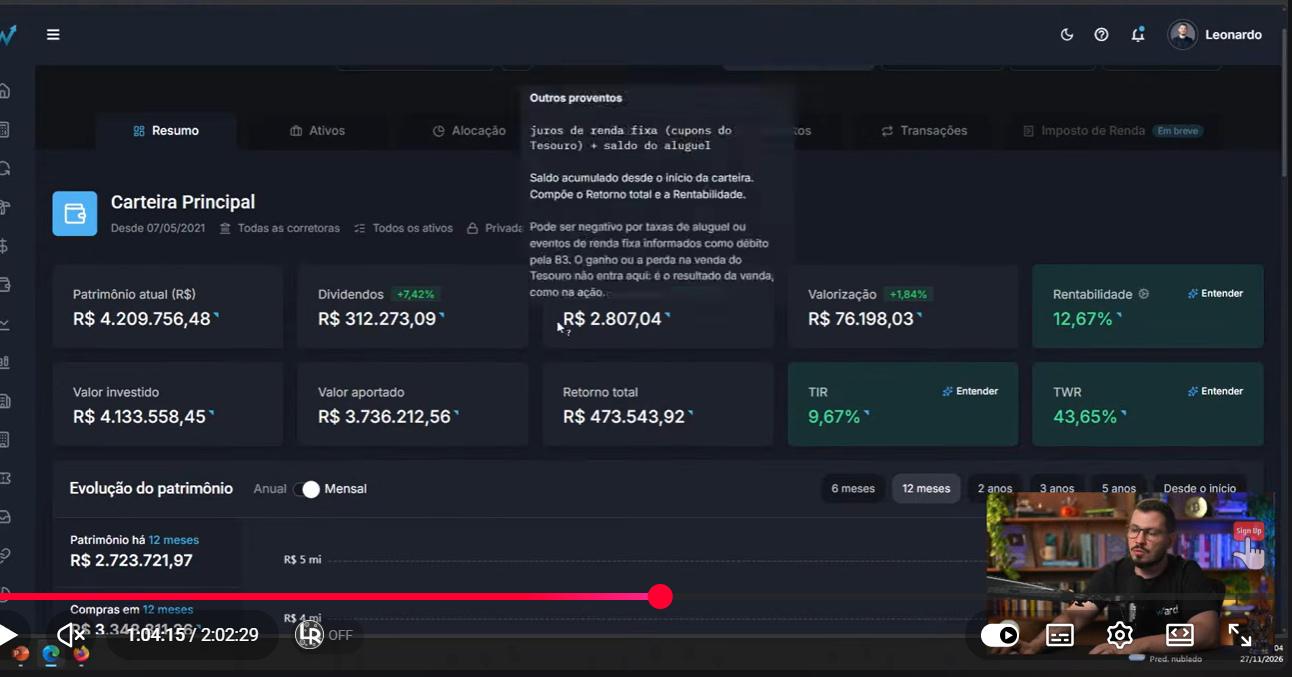 Leonardo
Outros proventos
juros de renda fixa (cupons do
Tesouro) + saldo do aluguel
Saldo acumulado desde o início da carteira.
Compõe o Retorno total e a Rentabilidade.
Pode ser negativo por taxas de aluguel ou
eventos de renda fixa informados como débito
pela B3. O ganho ou a perda na venda do
Tesouro não entra aqui: é o resultado da venda,
como na ação.
Resumo
Ativos
Alocação
Transações
Imposto de Renda
Em breve
Carteira Principal
Desde 07/05/2021
Todas as corretoras
Todos os ativos
Privada
Patrimônio atual (R$)
R$ 4.209.756,48
Dividendos +7,42%
R$ 312.273,09
R$ 2.807,04
Valorização +1,84%
R$ 76.198,03
Rentabilidade
Entender
12,67%
Valor investido
R$ 4.133.558,45
Valor aportado
R$ 3.736.212,56
Retorno total
R$ 473.543,92
TIR
Entender
9,67%
TWR
Entender
43,65%
Evolução do patrimônio
Anual
Mensal
6 meses
12 meses
2 anos
3 anos
5 anos
Desde o início
Patrimônio há 12 meses
R$ 2.723.721,97
R$ 5 mi
Compras em 12 meses
R$ 4 mi
Sign Up
ward
1:04:15 / 2:02:29
LR
OFF
Pred. nublado
27/11/2026